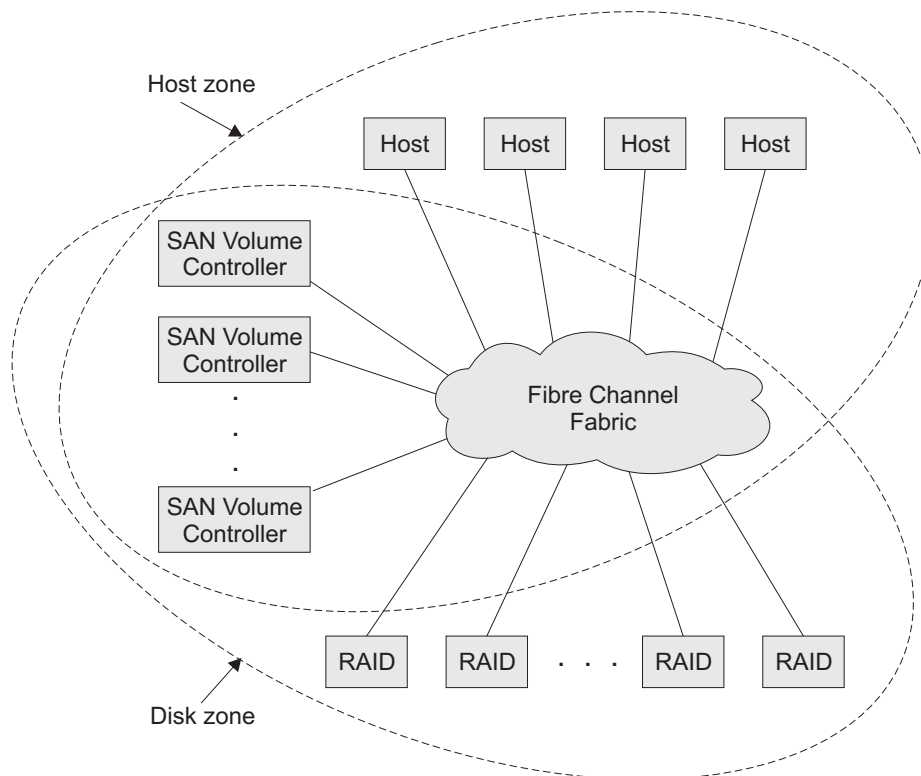 Host zone
Host
Host
Host
Host
SAN Volume
Controller
SAN Volume
Controller
.
.
.
SAN Volume
Controller
Fibre Channel
Fabric
RAID
RAID
. . .
RAID
RAID
Disk zone